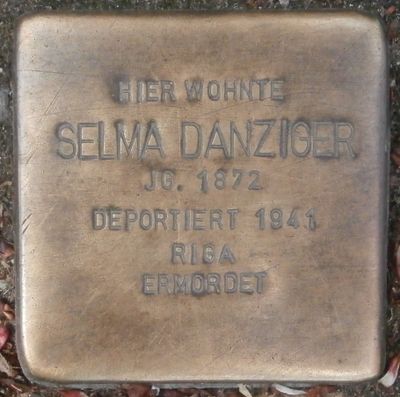 HIER WOHNTE
SELMA DANZIGER
JG. 1872
DEPORTIERT 1941
RIGA
ERMORDET